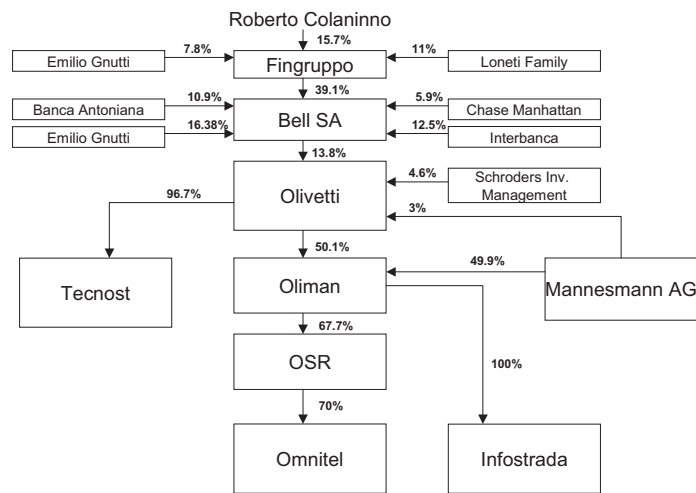 Roberto Colaninno
15.7%
Emilio Gnutti
7.8%
Fingruppo
11%
Loneti Family
39.1%
Banca Antoniana
10.9%
Emilio Gnutti
16.38%
Bell SA
5.9%
Chase Manhattan
12.5%
Interbanca
13.8%
96.7%
Olivetti
4.6%
Schroders Inv.
Management
3%
50.1%
Tecnost
Oliman
49.9%
Mannesmann AG
67.7%
OSR
100%
70%
Omnitel
Infostrada